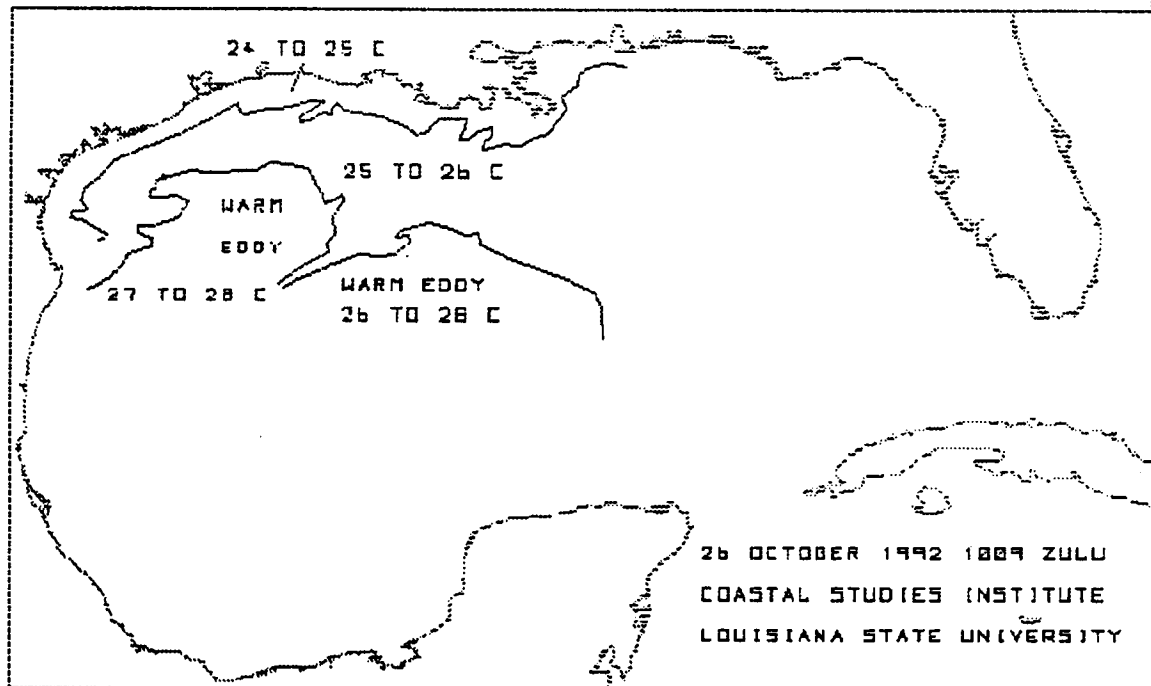 24 TO 25 C
25 TO 26 C
WARM
EDDY
27 TO 28 C
WARM EDDY
26 TO 28 C
26 OCTOBER 1992 1009 ZULU
COASTAL STUDIES INSTITUTE
LOUISIANA STATE UNIVERSITY